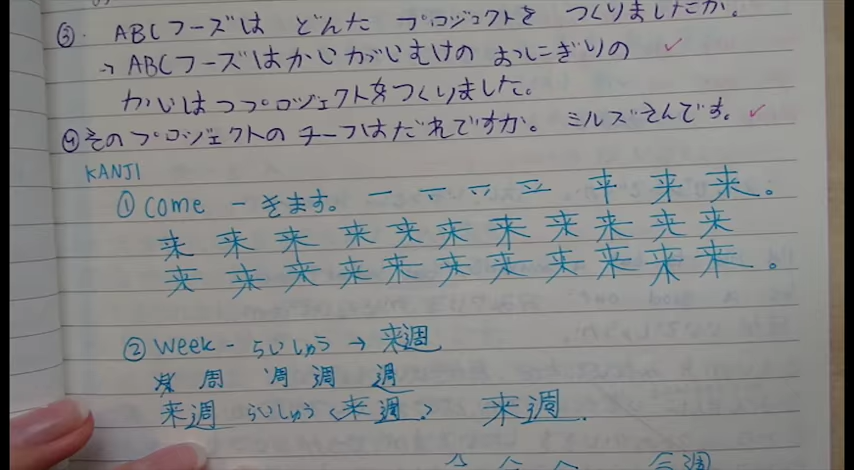 ③. ABCフーズは どんた プロジェクトを つくりましたか。
→ ABCフーズはかいがいむけの おにぎりの ✓
かいはつプロジェクトをつくりました。
④そのプロジェクトの チーフはだれですか。 ミルズさんです。 ✓
KANJI
① come － きます。 一 来 来。
来 来 来 来 来 来 来 来 来 来 来
来 来 来 来 来 来 来 来 来 来 来。
② week － らいしゅう → 来週
周 週 週
来週 らいしゅう〈来週〉 来週.